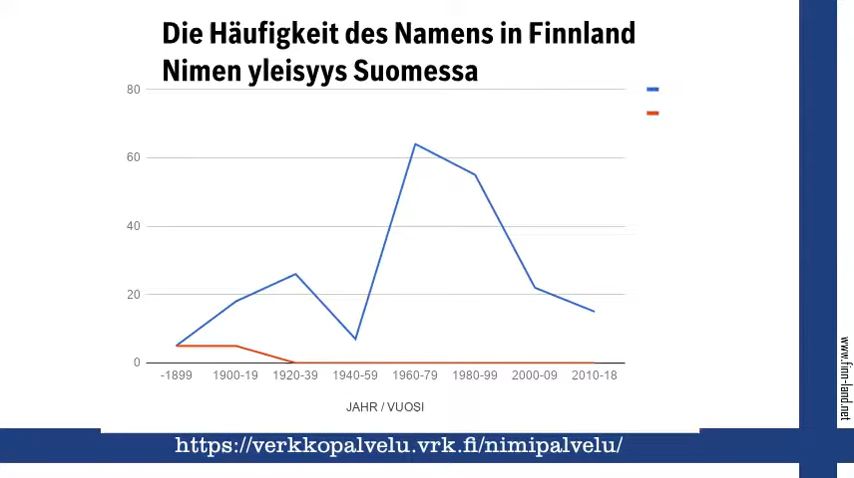 Die Häufigkeit des Namens in Finnland
Nimen yleisyys Suomessa
80
60
40
20
0
-1899 1900-19 1920-39 1940-59 1960-79 1980-99 2000-09 2010-18
JAHR / VUOSI
https://verkkopalvelu.vrk.fi/nimipalvelu/
www.finn-land.net